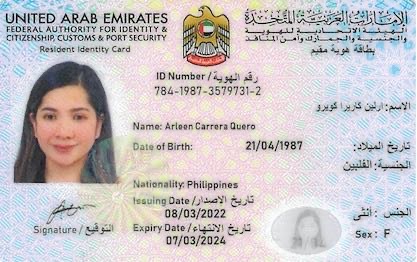 UNITED ARAB EMIRATES
FEDERAL AUTHORITY FOR IDENTITY &
CITIZENSHIP, CUSTOMS & PORT SECURITY
Resident Identity Card
الإمارات العربية المتحدة
الهيئة الاتحادية للهوية
والجنسية والجمارك وأمن المنافذ
بطاقة هوية مقيم
ID Number / رقم الهوية
784-1987-3579731-2
الاسم: ارلين كاريرا كويرو
Name: Arleen Carrera Quero
Date of Birth: 21/04/1987 تاريخ الميلاد:
الجنسية: الفلبين
Nationality: Philippines
Issuing Date / تاريخ الاصدار
08/03/2022
Expiry Date / تاريخ الانتهاء
07/03/2024
Signature / التوقيع
الجنس: أنثى
Sex: F